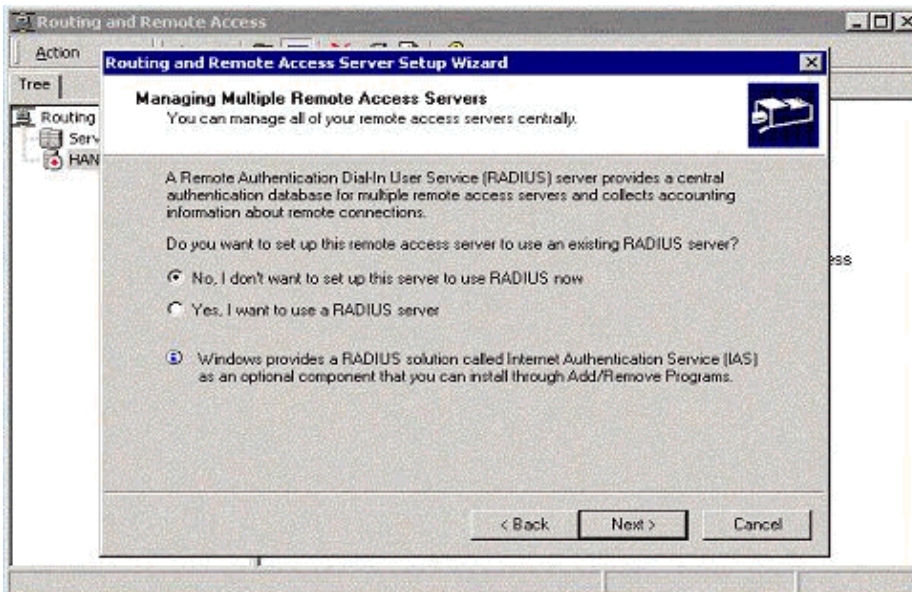 Routing and Remote Access
Action
Tree
Routing
Serv
HAN
ess
Routing and Remote Access Server Setup Wizard
Managing Multiple Remote Access Servers
You can manage all of your remote access servers centrally.
A Remote Authentication Dial-In User Service (RADIUS) server provides a central
authentication database for multiple remote access servers and collects accounting
information about remote connections.
Do you want to set up this remote access server to use an existing RADIUS server?
No, I don't want to set up this server to use RADIUS now
Yes, I want to use a RADIUS server
Windows provides a RADIUS solution called Internet Authentication Service (IAS)
as an optional component that you can install through Add/Remove Programs.
< Back
Next >
Cancel